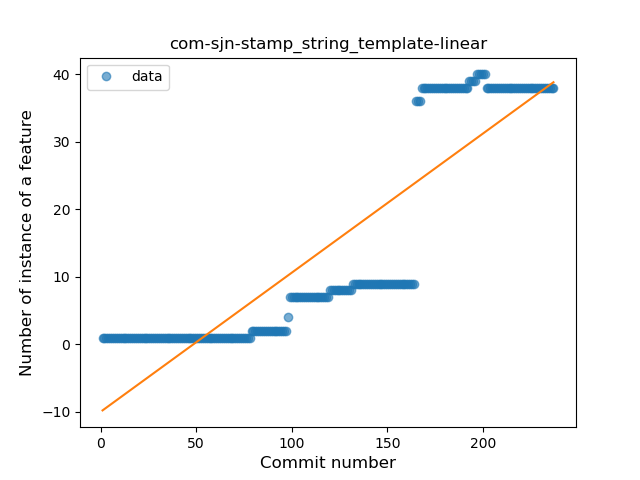 com-sjn-stamp_string_template-linear
data
Number of instance of a feature
40
30
20
10
0
−10
0
50
100
150
200
Commit number